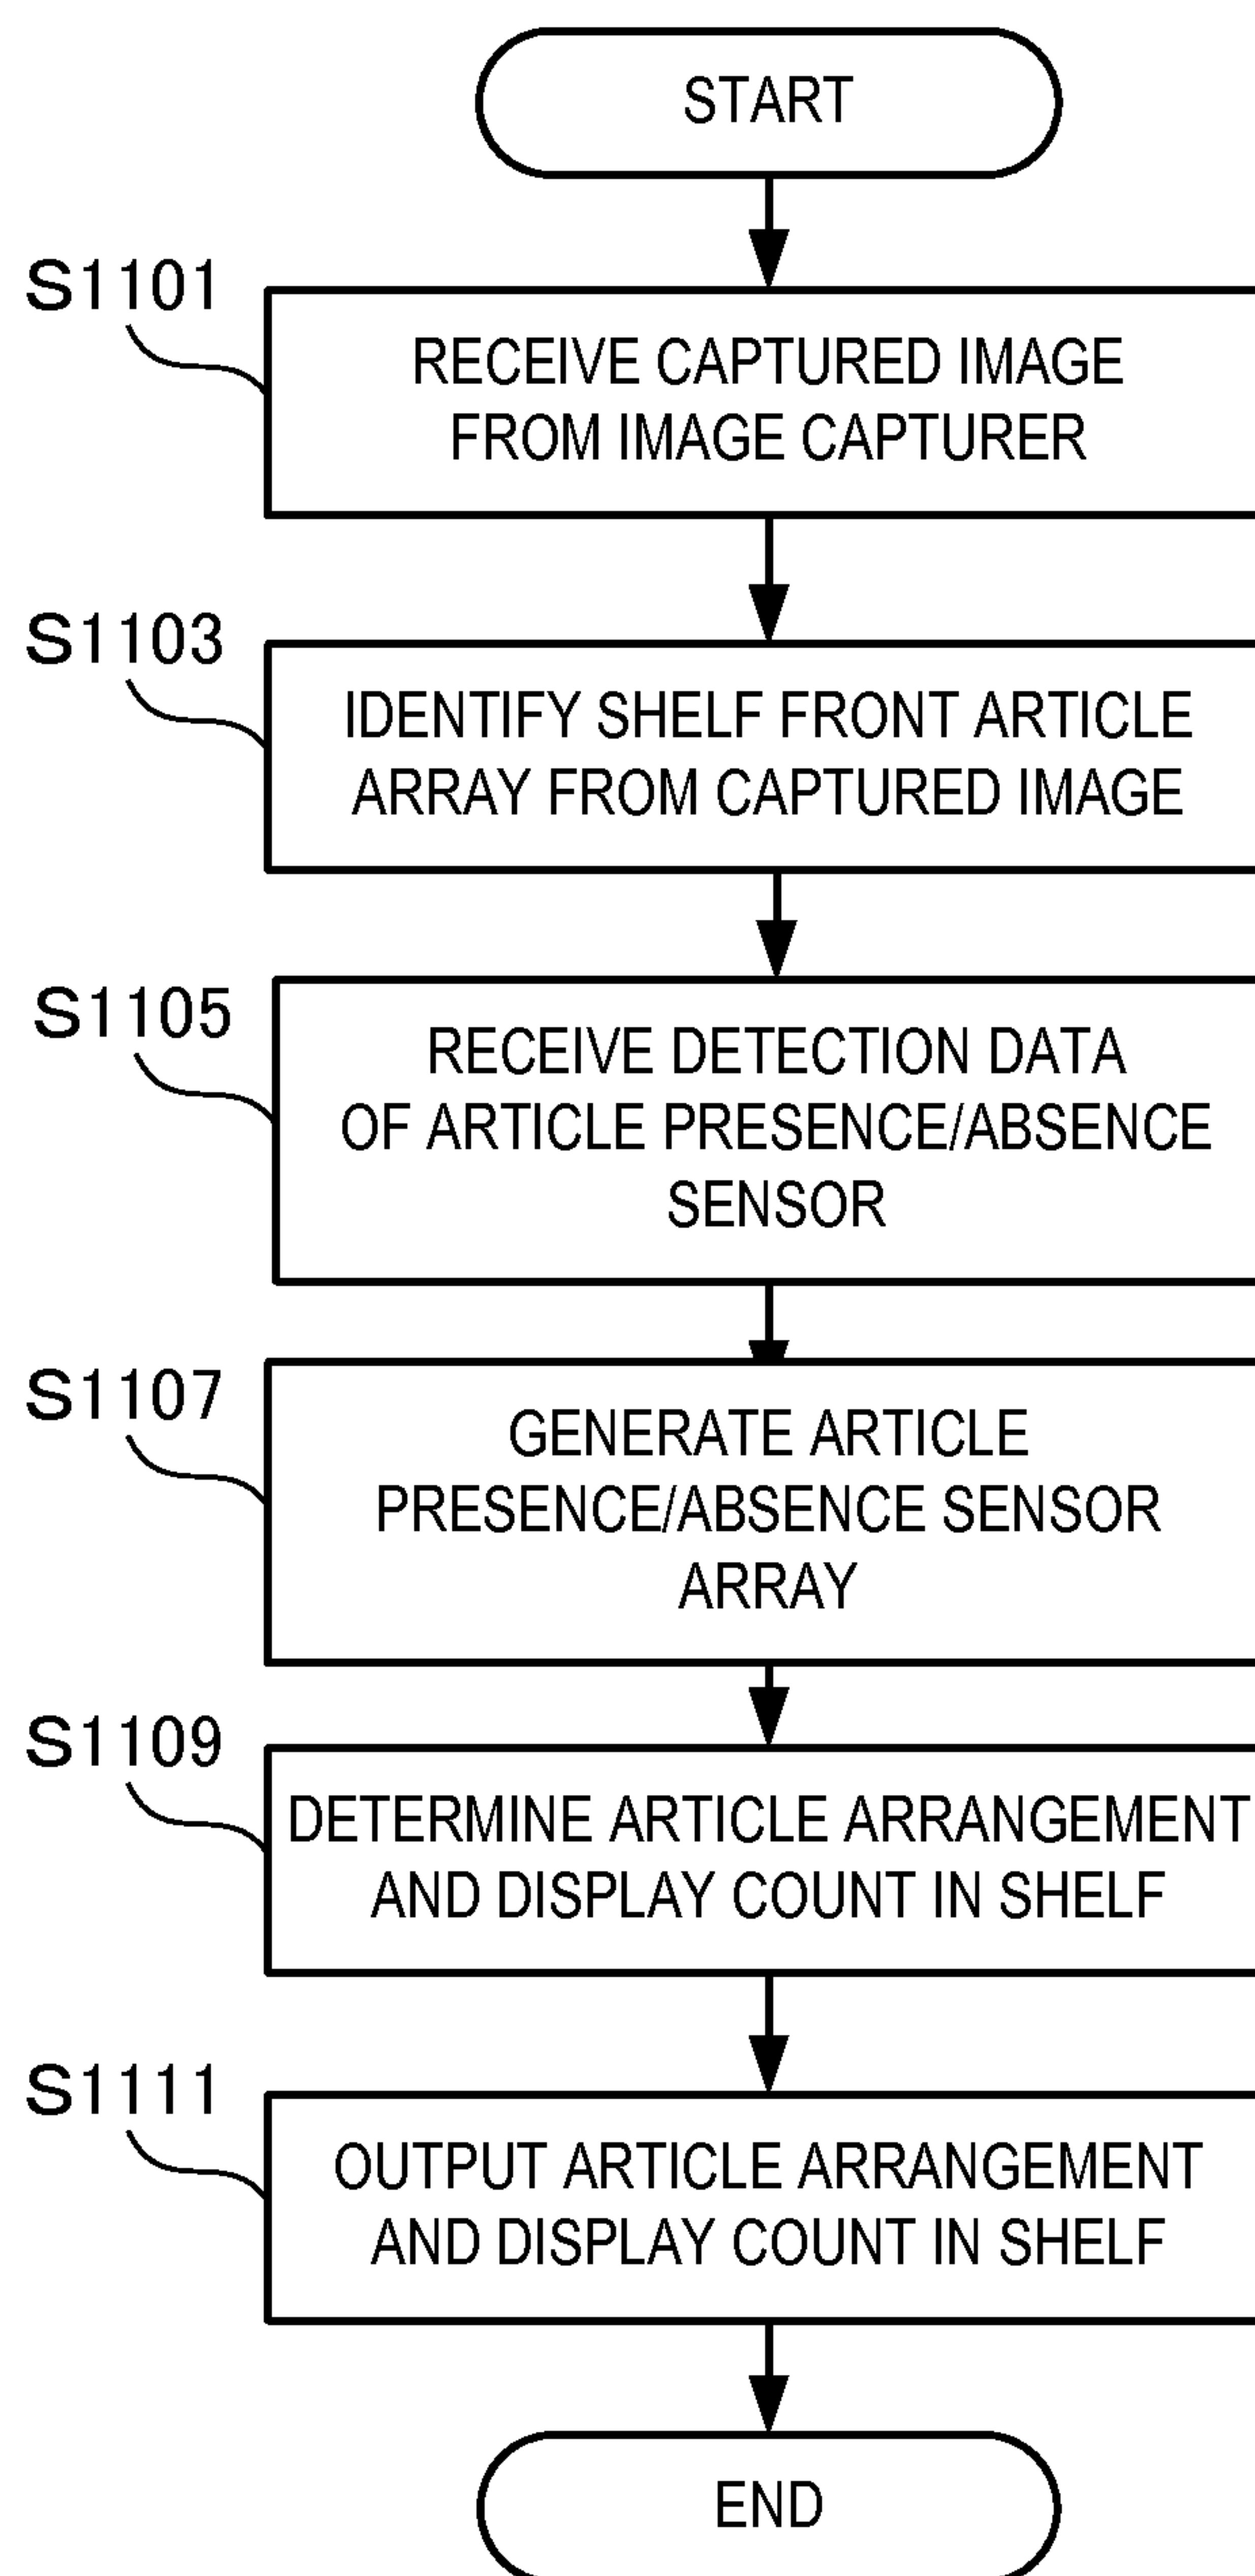 START
S1101
RECEIVE CAPTURED IMAGE
FROM IMAGE CAPTURER
S1103
IDENTIFY SHELF FRONT ARTICLE
ARRAY FROM CAPTURED IMAGE
S1105
RECEIVE DETECTION DATA
OF ARTICLE PRESENCE/ABSENCE
SENSOR
S1107
GENERATE ARTICLE
PRESENCE/ABSENCE SENSOR
ARRAY
S1109
DETERMINE ARTICLE ARRANGEMENT
AND DISPLAY COUNT IN SHELF
S1111
OUTPUT ARTICLE ARRANGEMENT
AND DISPLAY COUNT IN SHELF
END